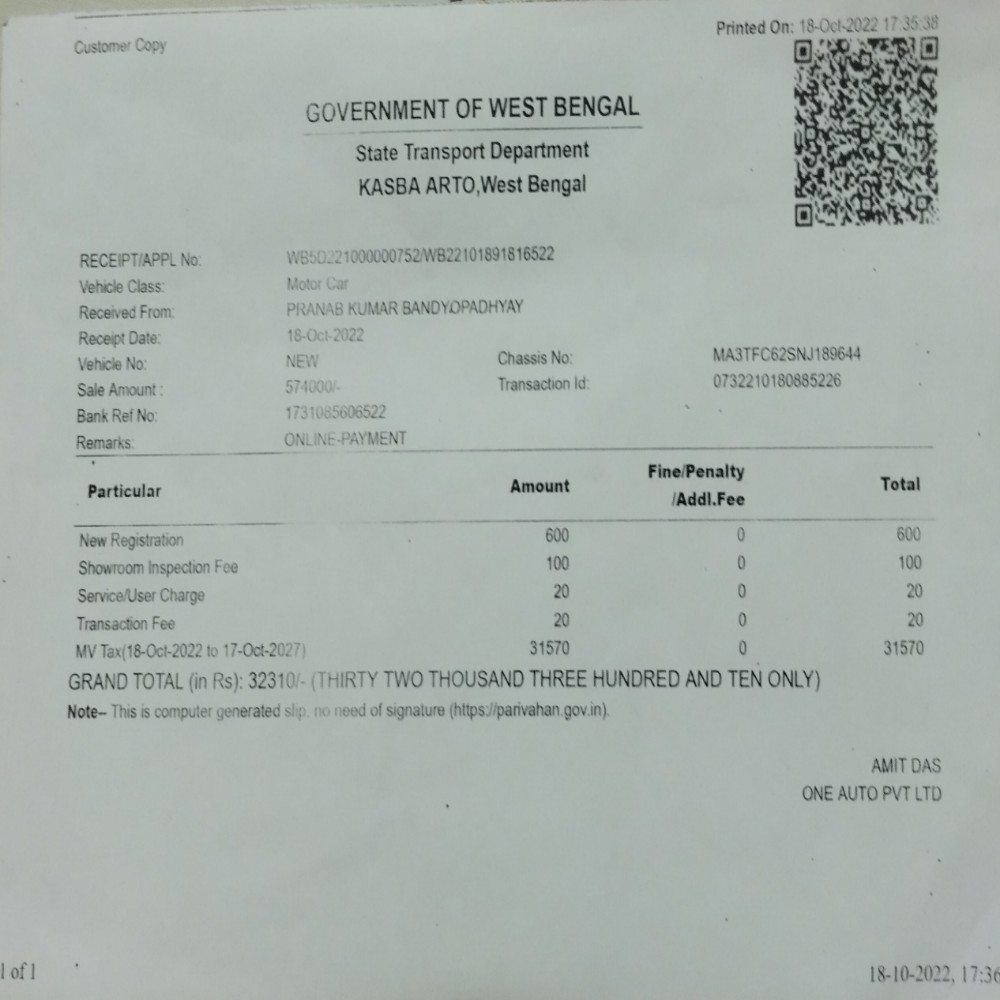 Printed On: 18-Oct-2022 17:35:38
Customer Copy
GOVERNMENT OF WEST BENGAL
State Transport Department
KASBA ARTO,West Bengal
RECEIPT/APPL No: WB5D221000000752/WB22101891816522
Vehicle Class: Motor Car
Received From: PRANAB KUMAR BANDYOPADHYAY
Receipt Date: 18-Oct-2022
Vehicle No: NEW Chassis No: MA3TFC62SNJ189644
Sale Amount : 574000/- Transaction Id: 0732210180885226
Bank Ref No: 1731085606522
Remarks: ONLINE-PAYMENT
Particular Amount Fine/Penalty /Addl.Fee Total
New Registration 600 0 600
Showroom Inspection Fee 100 0 100
Service/User Charge 20 0 20
Transaction Fee 20 0 20
MV Tax(18-Oct-2022 to 17-Oct-2027) 31570 0 31570
GRAND TOTAL (in Rs): 32310/- (THIRTY TWO THOUSAND THREE HUNDRED AND TEN ONLY)
Note-- This is computer generated slip, no need of signature (https://parivahan.gov.in).
AMIT DAS
ONE AUTO PVT LTD
1 of 1 18-10-2022, 17:36